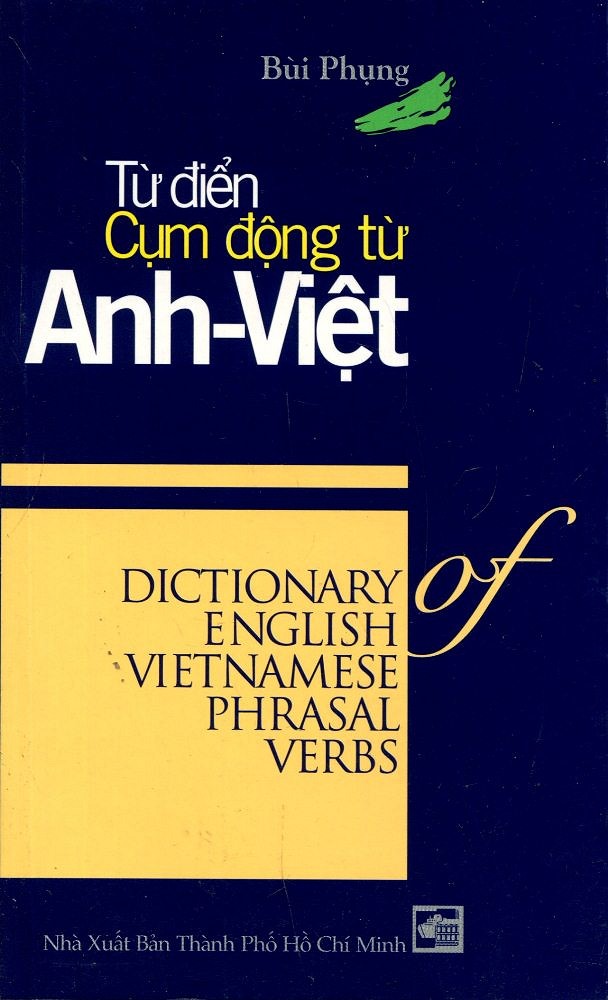 Bùi Phụng
Từ điển
Cụm động từ
Anh-Việt
DICTIONARY of
ENGLISH
VIETNAMESE
PHRASAL
VERBS
Nhà Xuất Bản Thành Phố Hồ Chí Minh